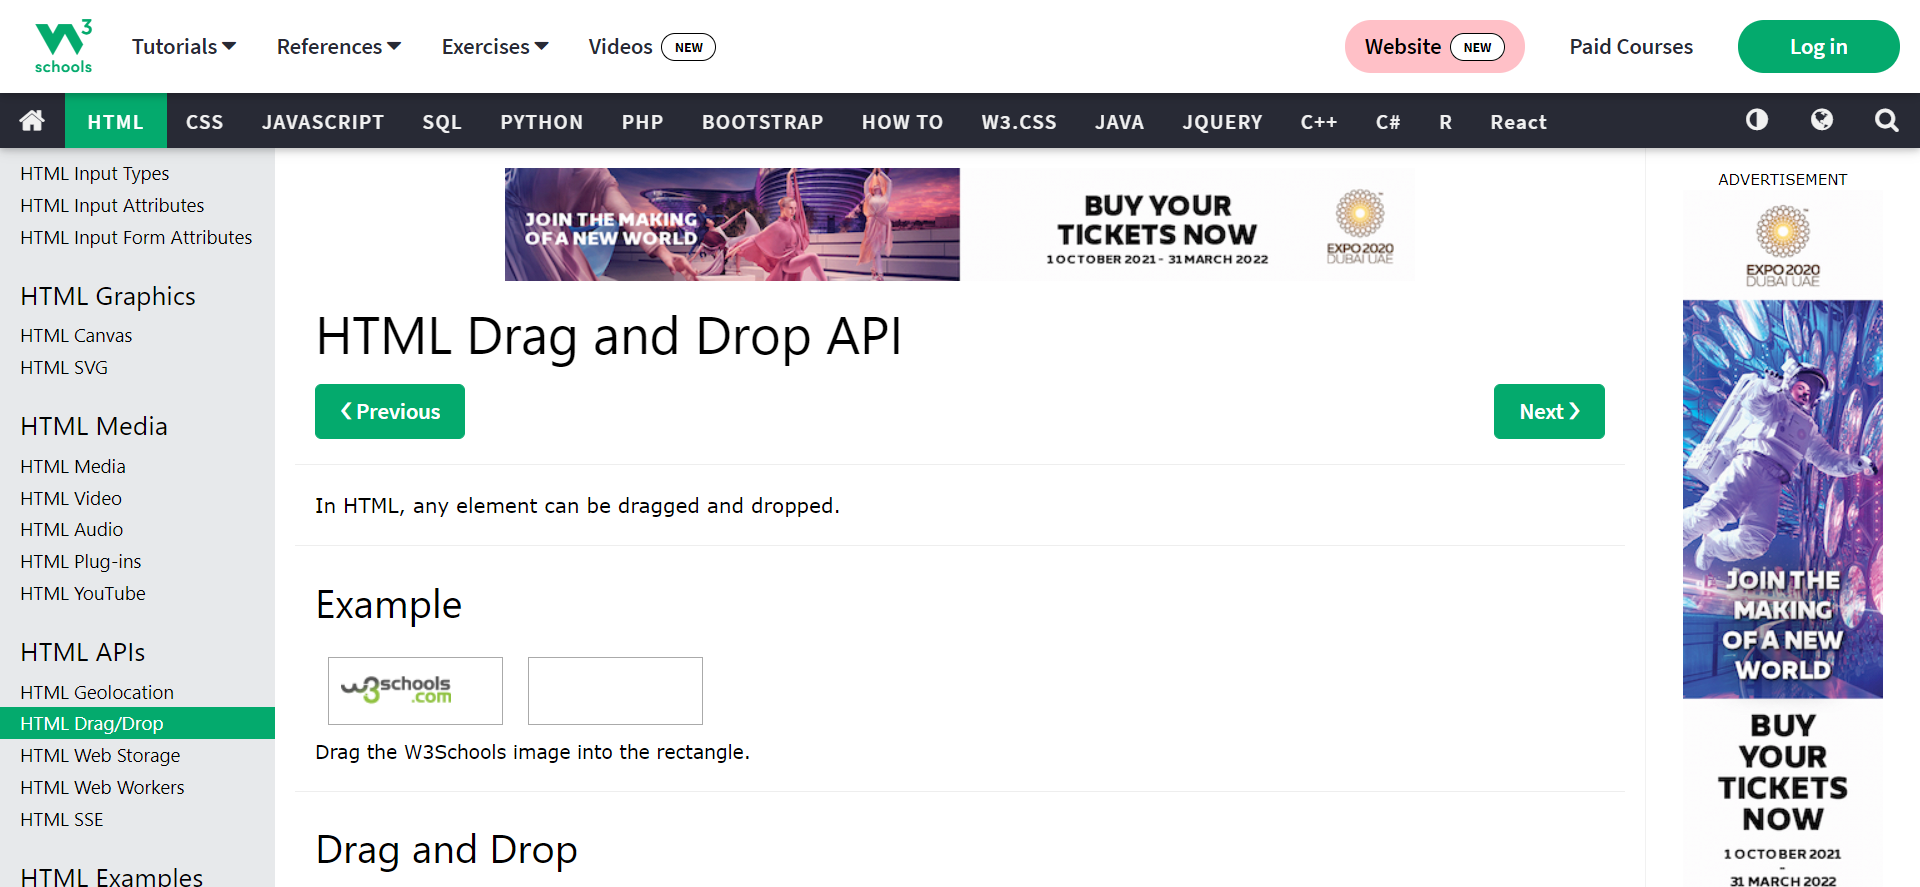 W3 schools
Tutorials References Exercises Videos NEW Website NEW Paid Courses Log in
HTML CSS JAVASCRIPT SQL PYTHON PHP BOOTSTRAP HOW TO W3.CSS JAVA JQUERY C++ C# R React
HTML Input Types
HTML Input Attributes
HTML Input Form Attributes
HTML Graphics
HTML Canvas
HTML SVG
HTML Media
HTML Media
HTML Video
HTML Audio
HTML Plug-ins
HTML YouTube
HTML APIs
HTML Geolocation
HTML Drag/Drop
HTML Web Storage
HTML Web Workers
HTML SSE
HTML Examples
JOIN THE MAKING
OF A NEW WORLD
BUY YOUR
TICKETS NOW
1 OCTOBER 2021 - 31 MARCH 2022
EXPO 2020
DUBAI UAE
HTML Drag and Drop API
❮ Previous
Next ❯
In HTML, any element can be dragged and dropped.
Example
w3schools
.com
Drag the W3Schools image into the rectangle.
Drag and Drop
ADVERTISEMENT
EXPO 2020
DUBAI UAE
JOIN THE
MAKING
OF A NEW
WORLD
BUY
YOUR
TICKETS
NOW
1 OCTOBER 2021
-
31 MARCH 2022